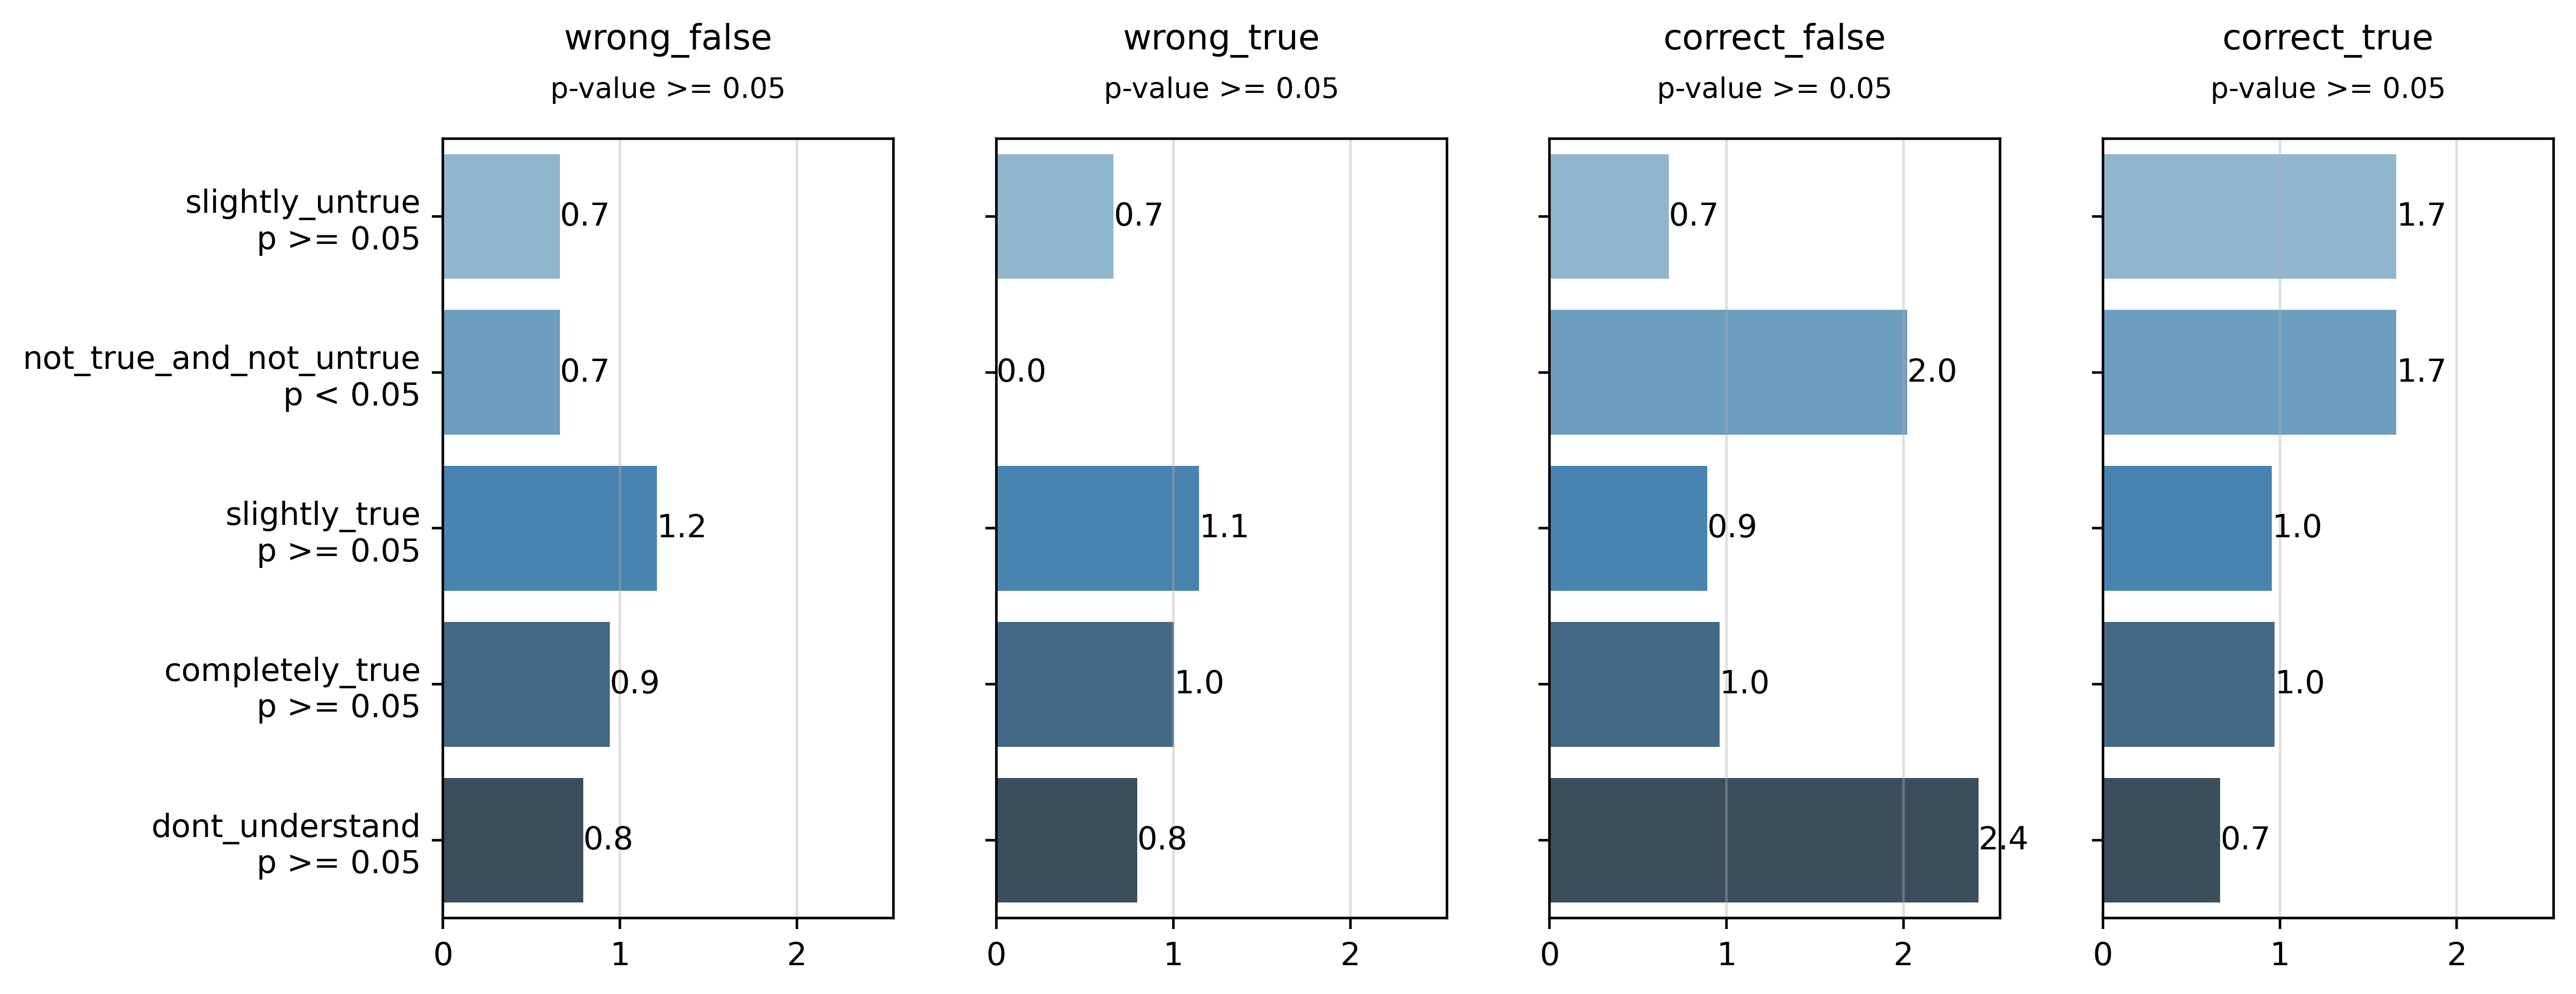 wrong_false
p-value >= 0.05
wrong_true
p-value >= 0.05
correct_false
p-value >= 0.05
correct_true
p-value >= 0.05
slightly_untrue
p >= 0.05
0.7
0.7
0.7
1.7
not_true_and_not_untrue
p < 0.05
0.7
0.0
2.0
1.7
slightly_true
p >= 0.05
1.2
1.1
0.9
1.0
completely_true
p >= 0.05
0.9
1.0
1.0
1.0
dont_understand
p >= 0.05
0.8
0.8
2.4
0.7
0 1 2
0 1 2
0 1 2
0 1 2